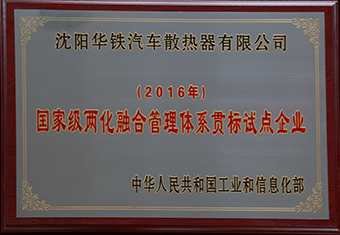 沈阳华铁汽车散热器有限公司
(2016年)
国家级两化融合管理体系贯标试点企业
中华人民共和国工业和信息化部